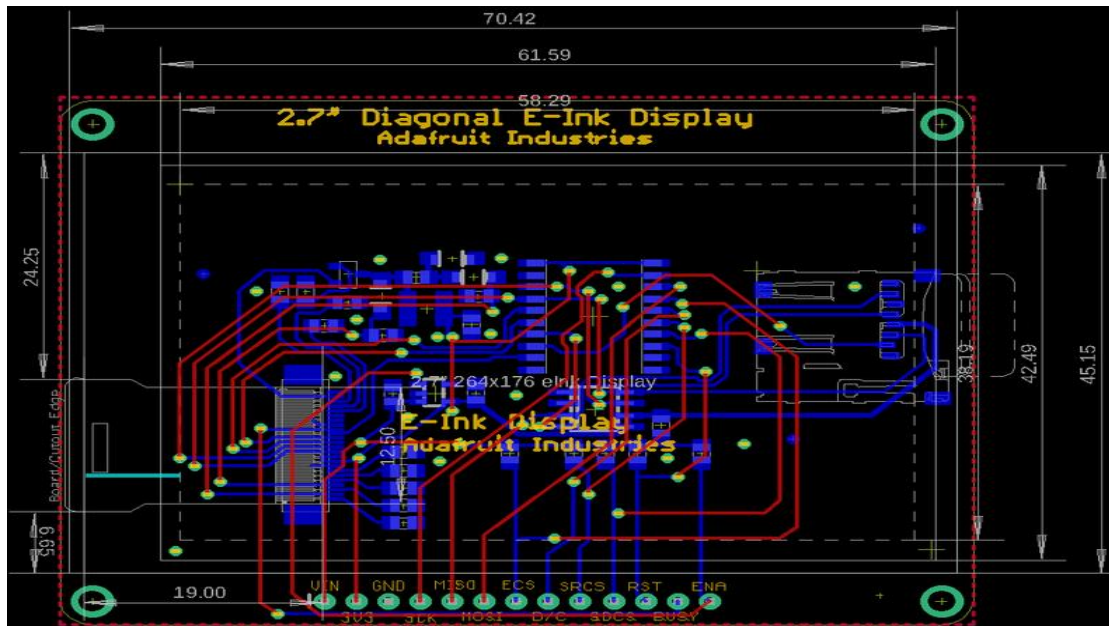 70.42
61.59
58.29
2.7" Diagonal E-Ink Display
Adafruit Industries
24.25
38.19
42.49
45.15
2.7" 264x176 eInk Display
E-Ink Display
Adafruit Industries
12.50
Board/Cutout Edge
6.65
19.00
VIN GND MISO ECS SRCS RST ENA
3V3 SCK MOSI D/C SDCS BUSY